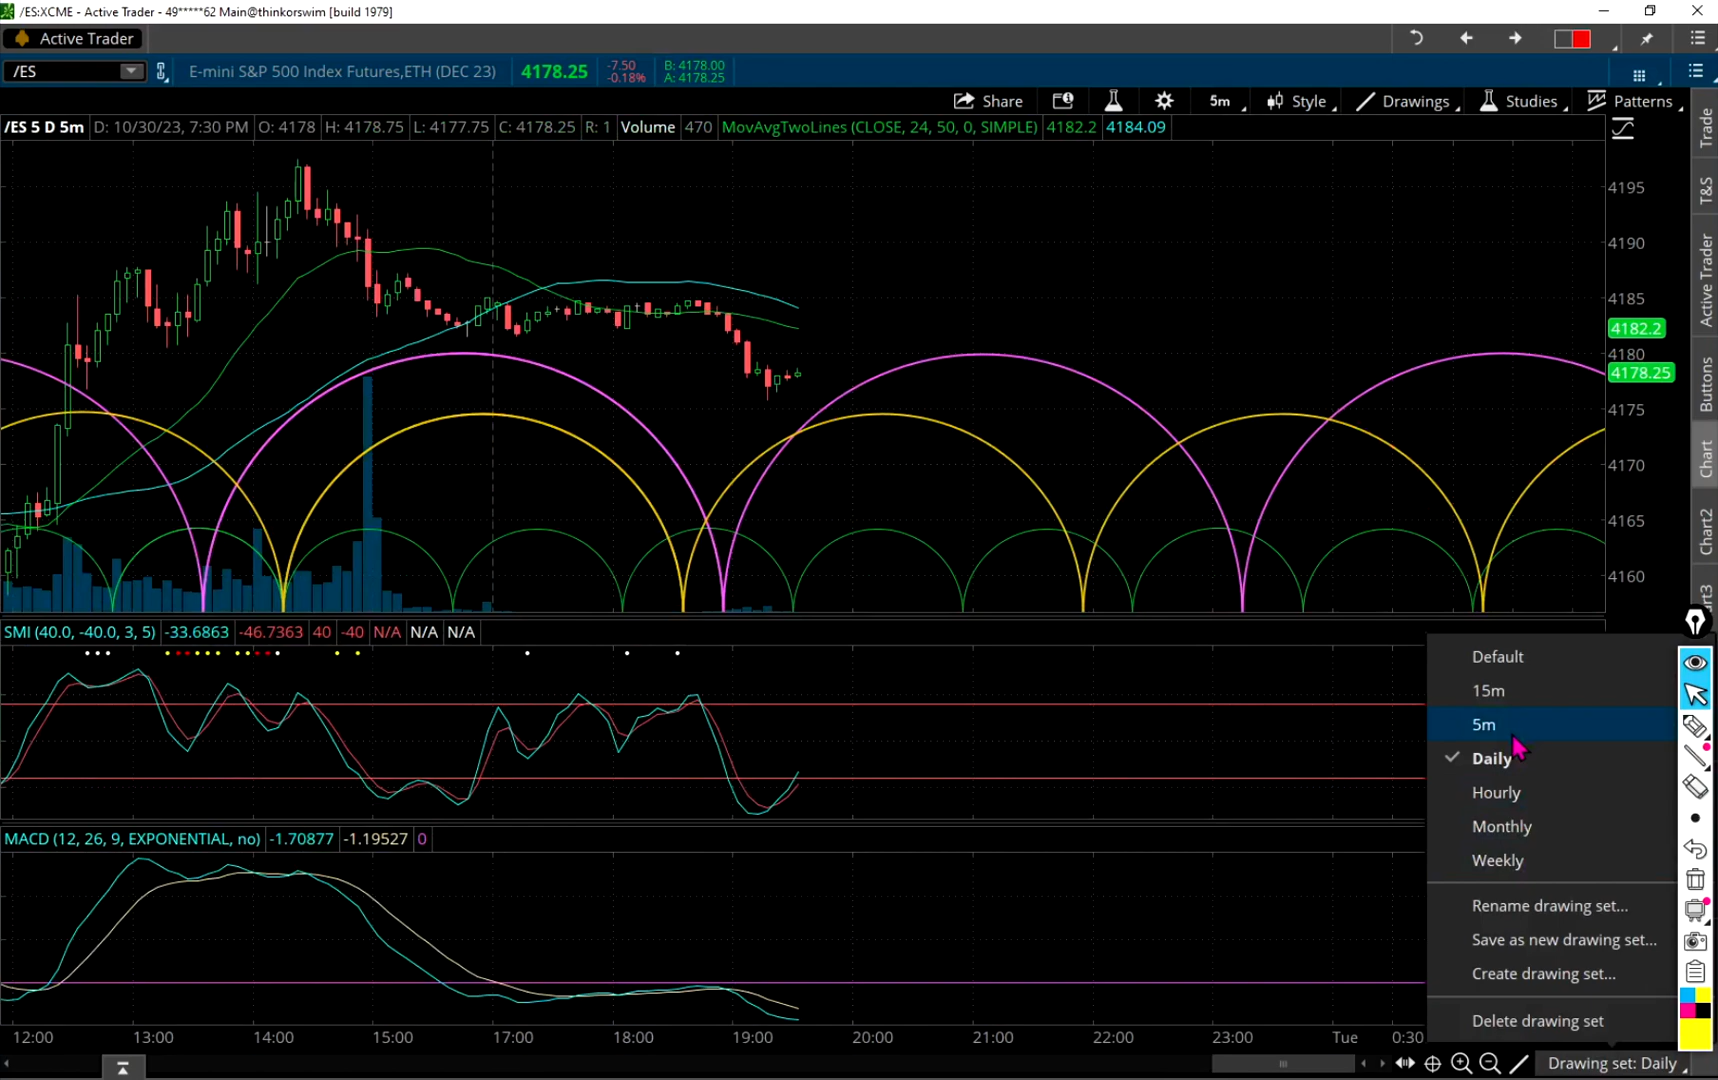 /ES:XCME - Active Trader - 49*****62 Main@thinkorswim [build 1979]
Active Trader
/ES
E-mini S&P 500 Index Futures,ETH (DEC 23)
4178.25
-7.50
-0.18%
B: 4178.00
A: 4178.25
Share
5m
Style
Drawings
Studies
Patterns
/ES 5 D 5m
D: 10/30/23, 7:30 PM
O: 4178
H: 4178.75
L: 4177.75
C: 4178.25
R: 1
Volume
470
MovAvgTwoLines (CLOSE, 24, 50, 0, SIMPLE)
4182.2
4184.09
4195
4190
4185
4182.2
4180
4178.25
4175
4170
4165
4160
Trade
T&S
Active Trader
Buttons
Chart
Chart2
SMI (40.0, -40.0, 3, 5)
-33.6863
-46.7363
40
-40
N/A
N/A
N/A
Default
15m
5m
Daily
Hourly
Monthly
Weekly
Rename drawing set...
Save as new drawing set...
Create drawing set...
Delete drawing set
MACD (12, 26, 9, EXPONENTIAL, no)
-1.70877
-1.19527
0
12:00
13:00
14:00
15:00
17:00
18:00
19:00
20:00
21:00
22:00
23:00
Tue
0:30
Drawing set: Daily